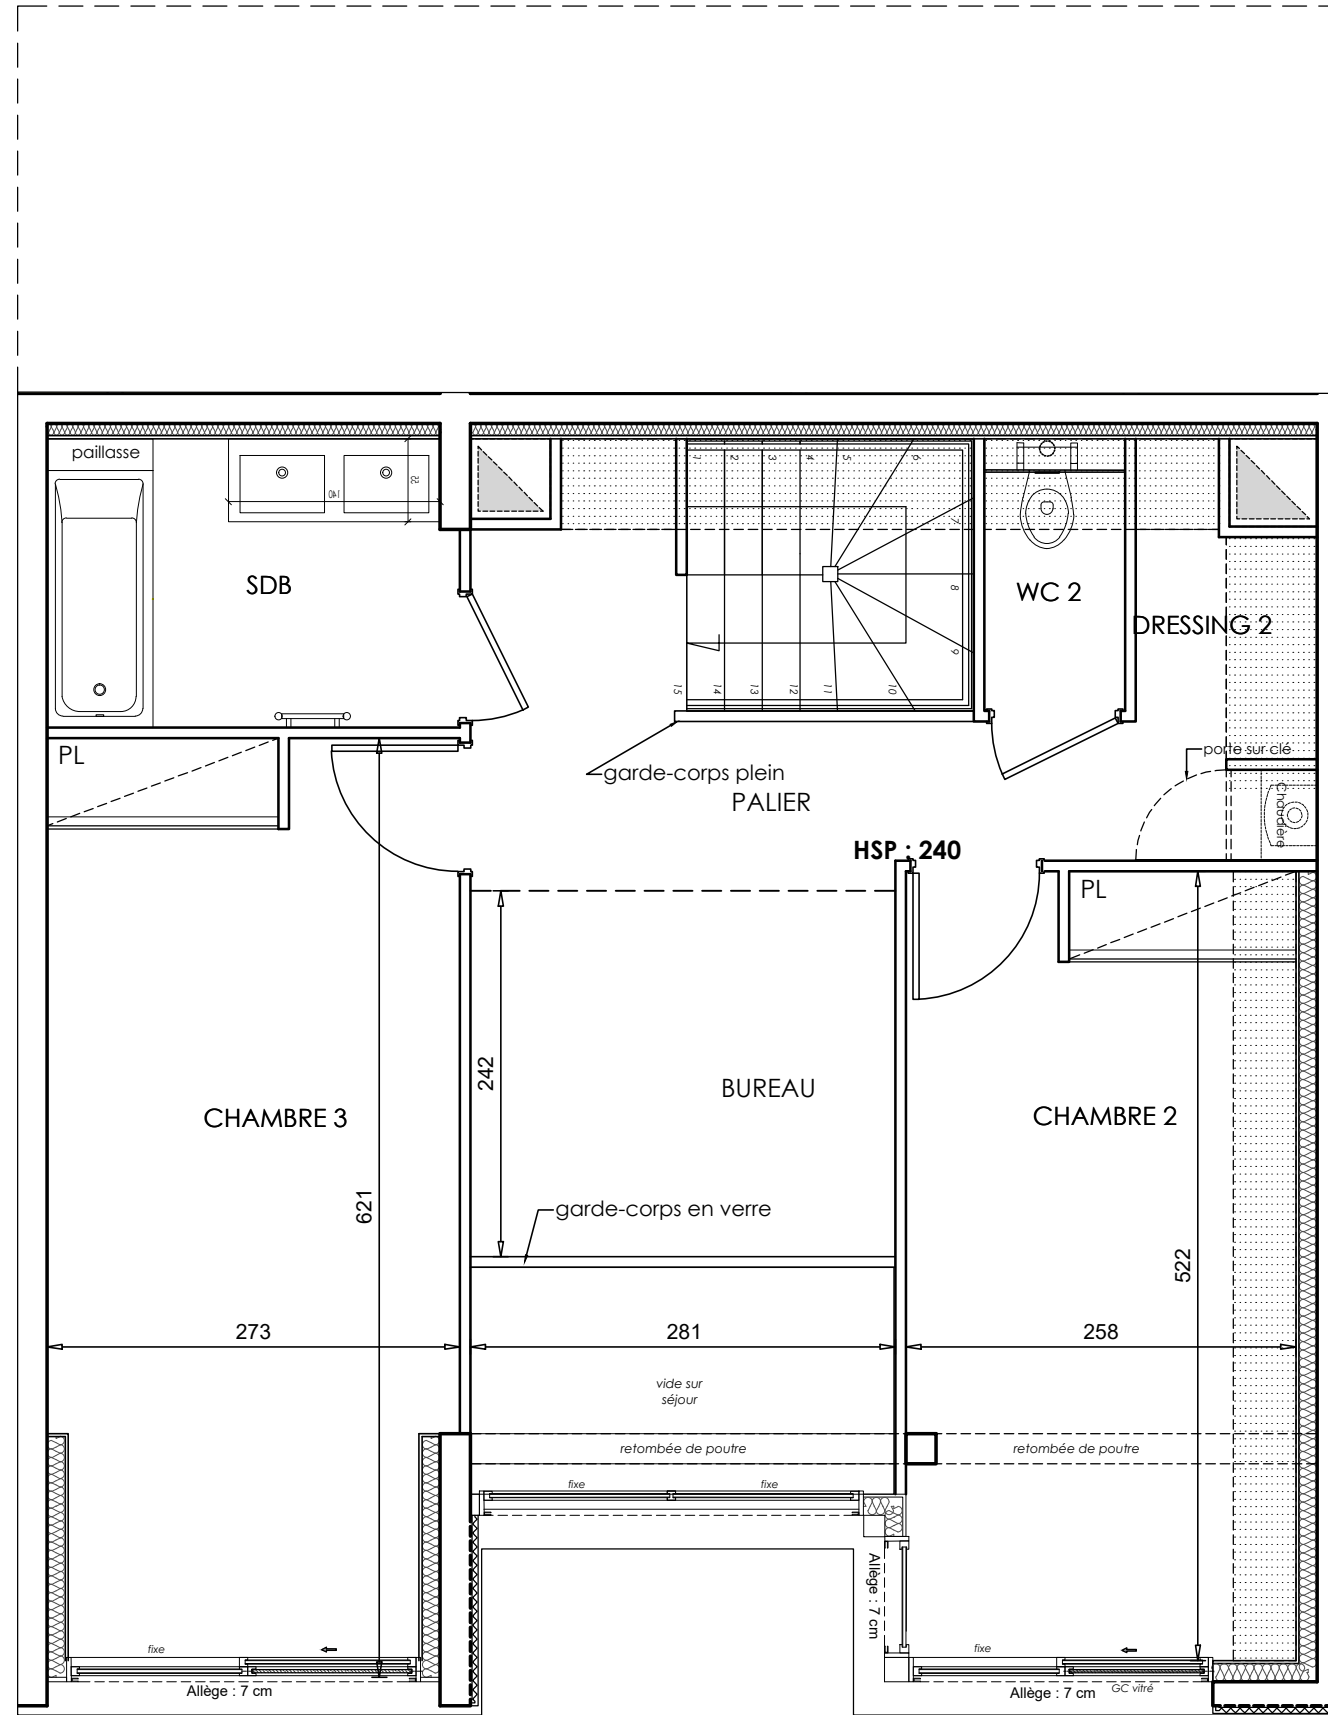 paillasse
140
55
SDB
1
2
3
4
5
6
7
8
9
10
11
12
13
14
15
WC 2
DRESSING 2
PL
garde-corps plein
PALIER
porte sur clé
Chaudière
HSP : 240
PL
242
BUREAU
CHAMBRE 3
CHAMBRE 2
621
garde-corps en verre
522
273
281
258
vide sur
séjour
retombée de poutre
retombée de poutre
fixe
fixe
Allège : 7 cm
fixe
fixe
Allège : 7 cm
Allège : 7 cm
GC vitré